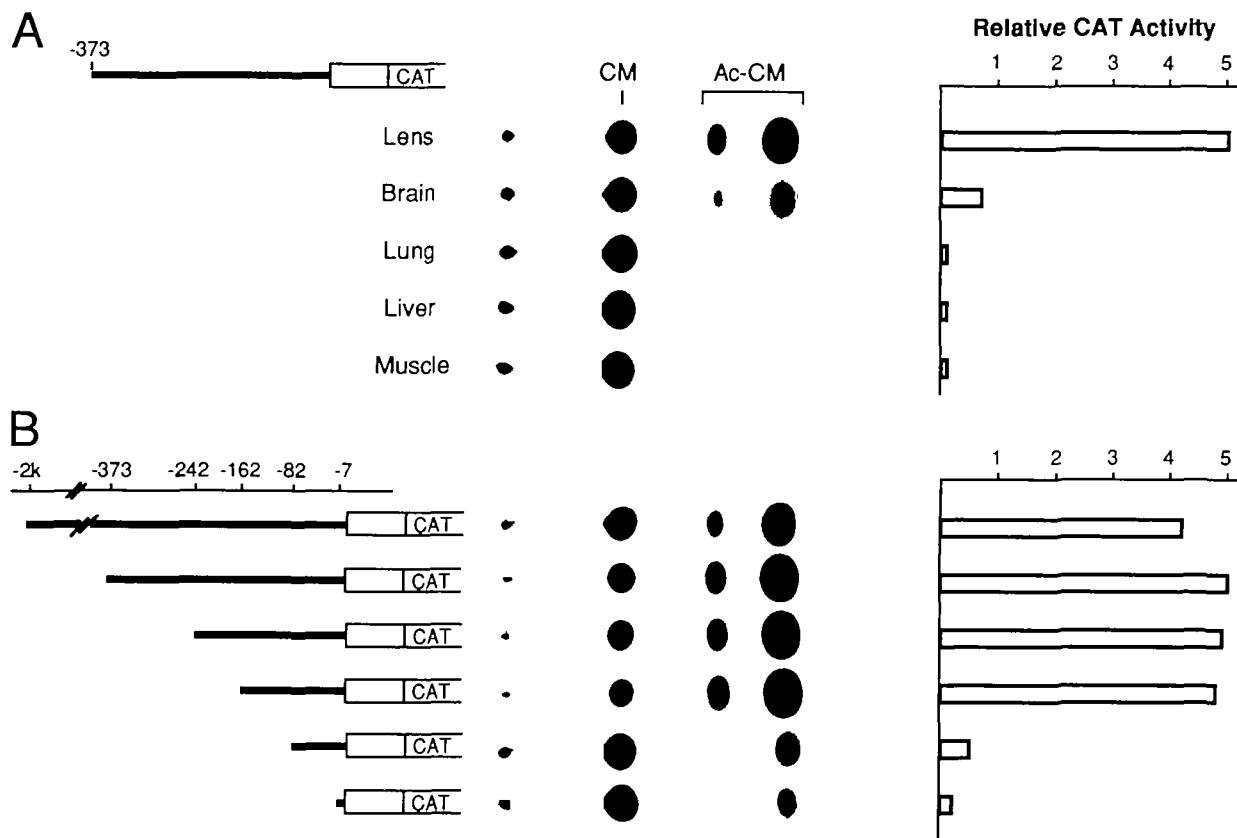 A
Relative CAT Activity
-373
1 2 3 4 5
CAT
CM
Ac-CM
Lens
Brain
Lung
Liver
Muscle
B
-2k -373 -242 -162 -82 -7
1 2 3 4 5
CAT
CAT
CAT
CAT
CAT
CAT